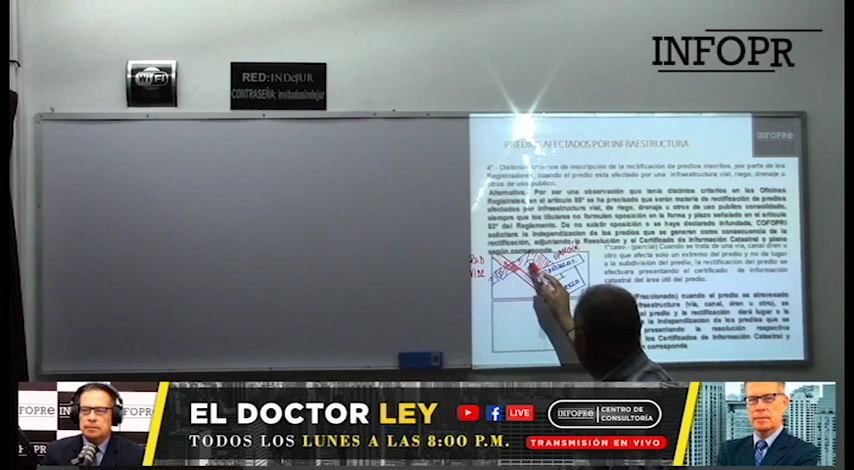 INFOPR
WiFi
RED:INDEJUR
CONTRASEÑA: invitadosindejur
INFOPRe
PREDIOS AFECTADOS POR INFRAESTRUCTURA
4°.- Distintos criterios de inscripción de la rectificación de predios inscritos, por parte de los
Registradores, cuando el predio esta afectado por una infraestructura vial, riego, drenaje u
otros de uso publico.
Alternativa.- Por ser una observación que tenía distintos criterios en las Oficinas
Registrales, en el artículo 85° se ha precisado que serán materia de rectificación de predios
afectados por infraestructura vial, de riego, drenaje u otros de uso publico consolidado,
siempre que los titulares no formulen oposición en la forma y plazo señalado en el artículo
83° del Reglamento. De no existir oposición o se haya declarado infundada, COFOPRI
solicitara la Independización de los predios que se generen como consecuencia de la
rectificación, adjuntando la Resolución y el Certificado de Información Catastral o plano
según corresponda.
1°caso.- (parcial) Cuando se trata de una vía, canal dren u
otro que afecta solo un extremo del predio y no de lugar a
la subdivisión del predio, la rectificación del predio se
efectuara presentando el certificado de información
catastral del área útil del predio.
RED
VIAL
(Fraccionado) cuando el predio es atravesado
infraestructura (vía, canal, dren u otro), se
del predio y la rectificación dará lugar a la
la Independización de los predios que se
presentando la resolución respectiva
los Certificados de Información Catastral y
corresponda
EL DOCTOR LEY
LIVE
INFOPRe
CENTRO DE
CONSULTORÍA
TODOS LOS LUNES A LAS 8:00 P.M.
TRANSMISIÓN EN VIVO